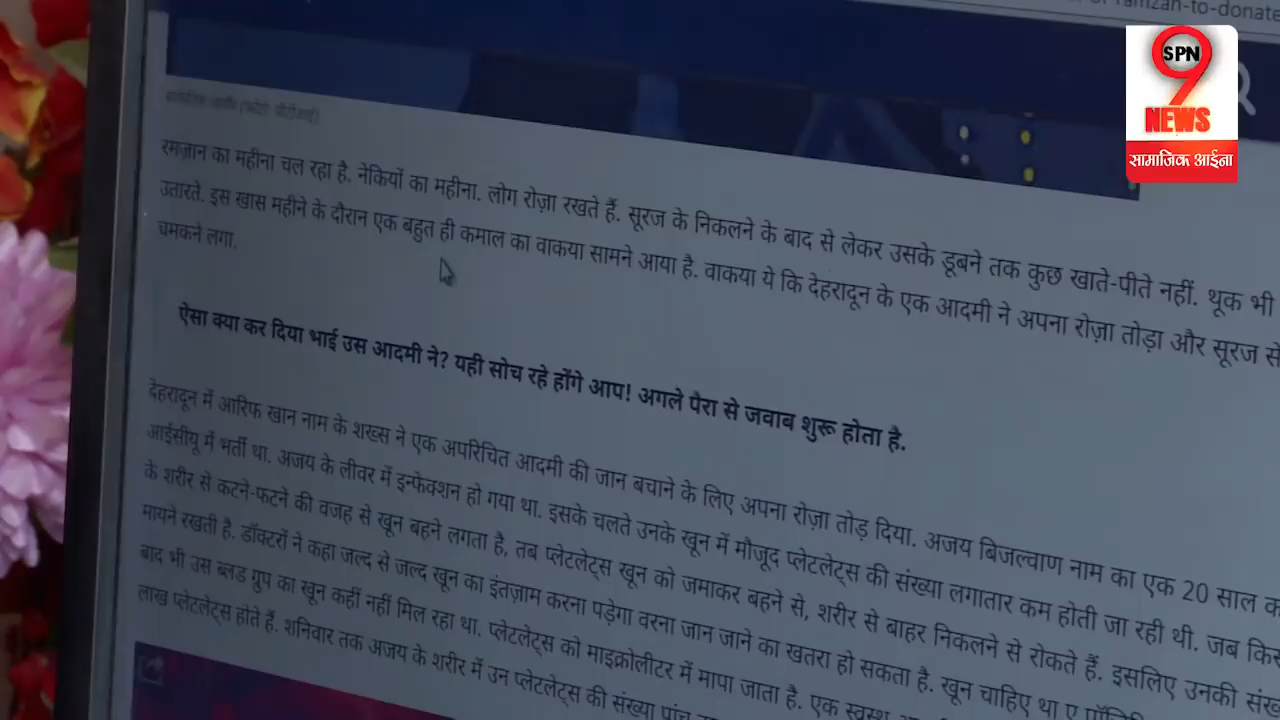 ramzan-to-donate
SPN
9
NEWS
सामाजिक आईना
रमज़ान का महीना चल रहा है. नेकियों का महीना. लोग रोज़ा रखते हैं. सूरज के निकलने के बाद से लेकर उसके डूबने तक कुछ खाते-पीते नहीं. थूक भी
उतारते. इस खास महीने के दौरान एक बहुत ही कमाल का वाकया सामने आया है. वाकया ये कि देहरादून के एक आदमी ने अपना रोज़ा तोड़ा और सूरज से
चमकने लगा.
ऐसा क्या कर दिया भाई उस आदमी ने? यही सोच रहे होंगे आप! अगले पैरा से जवाब शुरू होता है.
देहरादून में आरिफ खान नाम के शख्स ने एक अपरिचित आदमी की जान बचाने के लिए अपना रोज़ा तोड़ दिया. अजय बिजल्वाण नाम का एक 20 साल का
आईसीयू में भर्ती था. अजय के लीवर में इन्फेक्शन हो गया था. इसके चलते उनके खून में मौजूद प्लेटलेट्स की संख्या लगातार कम होती जा रही थी. जब किस
के शरीर से कटने-फटने की वजह से खून बहने लगता है, तब प्लेटलेट्स खून को जमाकर बहने से, शरीर से बाहर निकलने से रोकते हैं. इसलिए उनकी संख
मायने रखती है. डॉक्टरों ने कहा जल्द से जल्द खून का इंतज़ाम करना पड़ेगा वरना जान जाने का खतरा हो सकता है. खून चाहिए था ए
बाद भी उस ब्लड ग्रुप का खून कहीं नहीं मिल रहा था. प्लेटलेट्स को माइक्रोलीटर में मापा जाता है. एक स्वस्थ
लाख प्लेटलेट्स होते हैं. शनिवार तक अजय के शरीर में उन प्लेटलेट्स की संख्या पांच